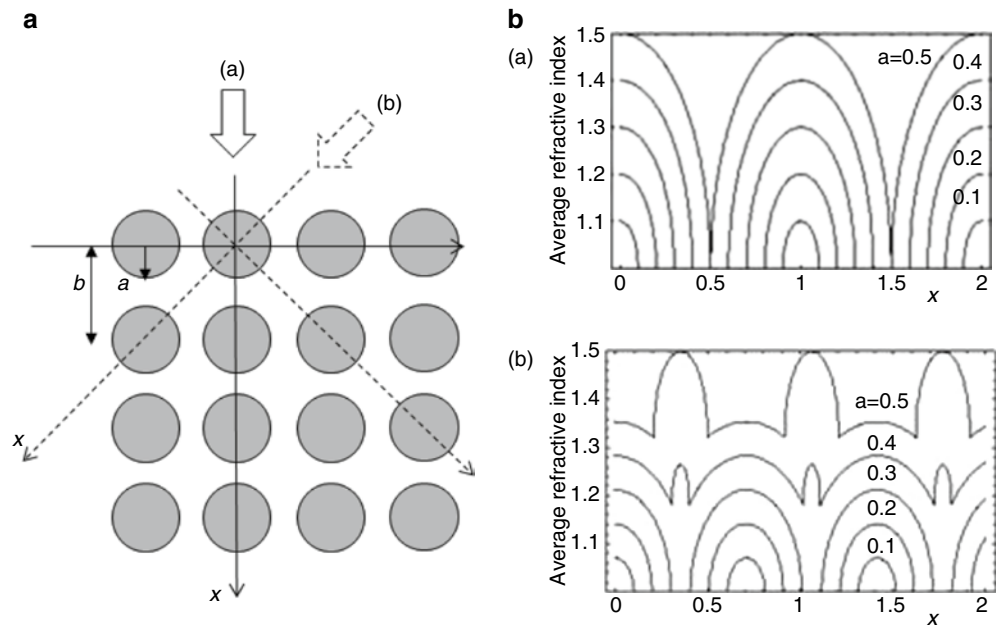 a
(a)
(b)
b
a
x
x
b
(a)
Average refractive index
1.5
1.4
1.3
1.2
1.1
a=0.5
0.4
0.3
0.2
0.1
0 0.5 1 1.5 2
x
(b)
Average refractive index
1.5
1.4
1.3
1.2
1.1
a=0.5
0.4
0.3
0.2
0.1
0 0.5 1 1.5 2
x